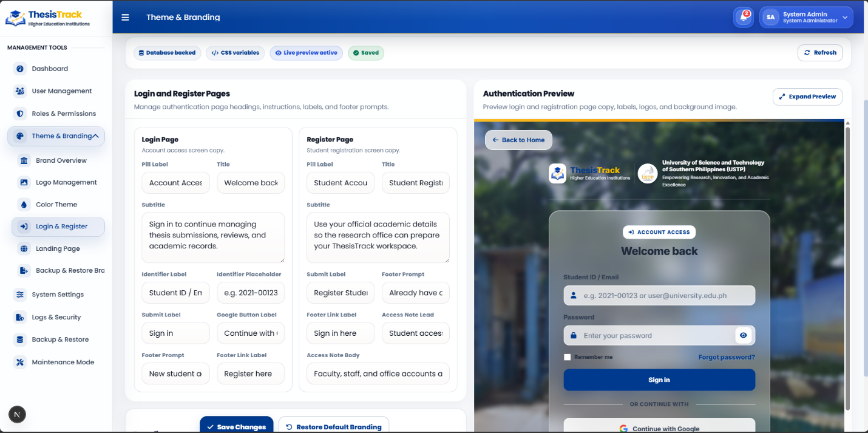 ThesisTrack
Higher Education Institutions
Theme & Branding
2
SA
System Admin
System Administrator
MANAGEMENT TOOLS
Dashboard
User Management
Roles & Permissions
Theme & Branding
Brand Overview
Logo Management
Color Theme
Login & Register
Landing Page
Backup & Restore Bra
System Settings
Logs & Security
Backup & Restore
Maintenance Mode
N
Database backed
CSS variables
Live preview active
Saved
Refresh
Login and Register Pages
Manage authentication page headings, instructions, labels, and footer prompts.
Login Page
Account access screen copy.
Pill Label
Title
Account Acces
Welcome back
Subtitle
Sign in to continue managing
thesis submissions, reviews, and
academic records.
Identifier Label
Identifier Placeholder
Student ID / Em
e.g. 2021-00123
Submit Label
Google Button Label
Sign in
Continue with
Footer Prompt
Footer Link Label
New student a
Register here
Register Page
Student registration screen copy.
Pill Label
Title
Student Accou
Student Registr
Subtitle
Use your official academic details
so the research office can prepare
your ThesisTrack workspace.
Submit Label
Footer Prompt
Register Studen
Already have c
Footer Link Label
Access Note Lead
Sign in here
Student access
Access Note Body
Faculty, staff, and office accounts a
Save Changes
Restore Default Branding
Authentication Preview
Preview login and registration page copy, labels, logos, and background image.
Expand Preview
Back to Home
ThesisTrack
Higher Education Institutions
University of Science and Technology
of Southern Philippines (USTP)
Empowering Research, Innovation, and Academic
Excellence
ACCOUNT ACCESS
Welcome back
Student ID / Email
e.g. 2021-00123 or user@university.edu.ph
Password
Enter your password
Remember me
Forgot password?
Sign in
OR CONTINUE WITH
Continue with Google